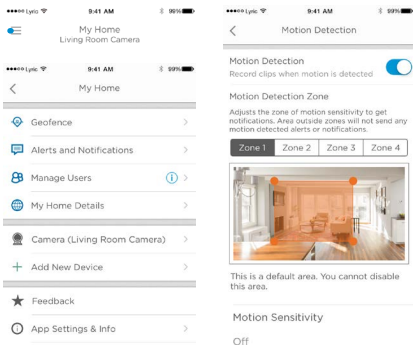 ●●●●○ Lyric 9:41 AM 99%
My Home
Living Room Camera
●●●●○ Lyric 9:41 AM 99%
My Home
Geofence
Alerts and Notifications
Manage Users
My Home Details
Camera (Living Room Camera)
Add New Device
Feedback
App Settings & Info
●●●●○ Lyric 9:41 AM 99%
Motion Detection
Motion Detection
Record clips when motion is detected
Motion Detection Zone
Adjusts the zone of motion sensitivity to get
notifications. Area outside zones will not send any
motion detected alerts or notifications.
Zone 1 Zone 2 Zone 3 Zone 4
This is a default area. You cannot disable
this area.
Motion Sensitivity
Off